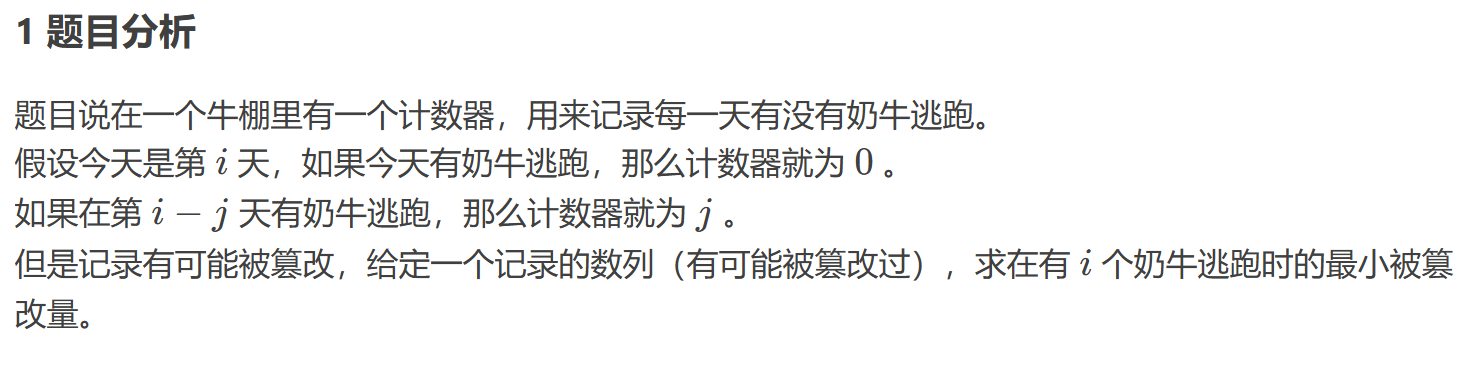 1 题目分析
题目说在一个牛棚里有一个计数器，用来记录每一天有没有奶牛逃跑。
假设今天是第 i 天，如果今天有奶牛逃跑，那么计数器就为 0 。
如果在第 i − j 天有奶牛逃跑，那么计数器就为 j 。
但是记录有可能被篡改，给定一个记录的数列（有可能被篡改过），求在有 i 个奶牛逃跑时的最小被篡
改量。